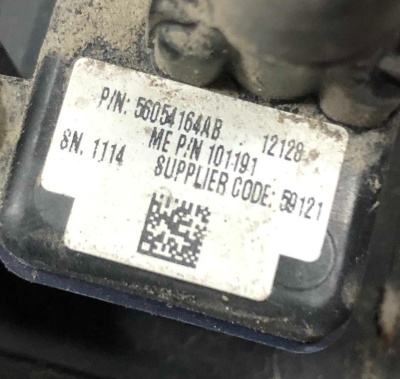 P/N: 56054164AB 12128
ME P/N 101191
SN. 1114 SUPPLIER CODE: 59121